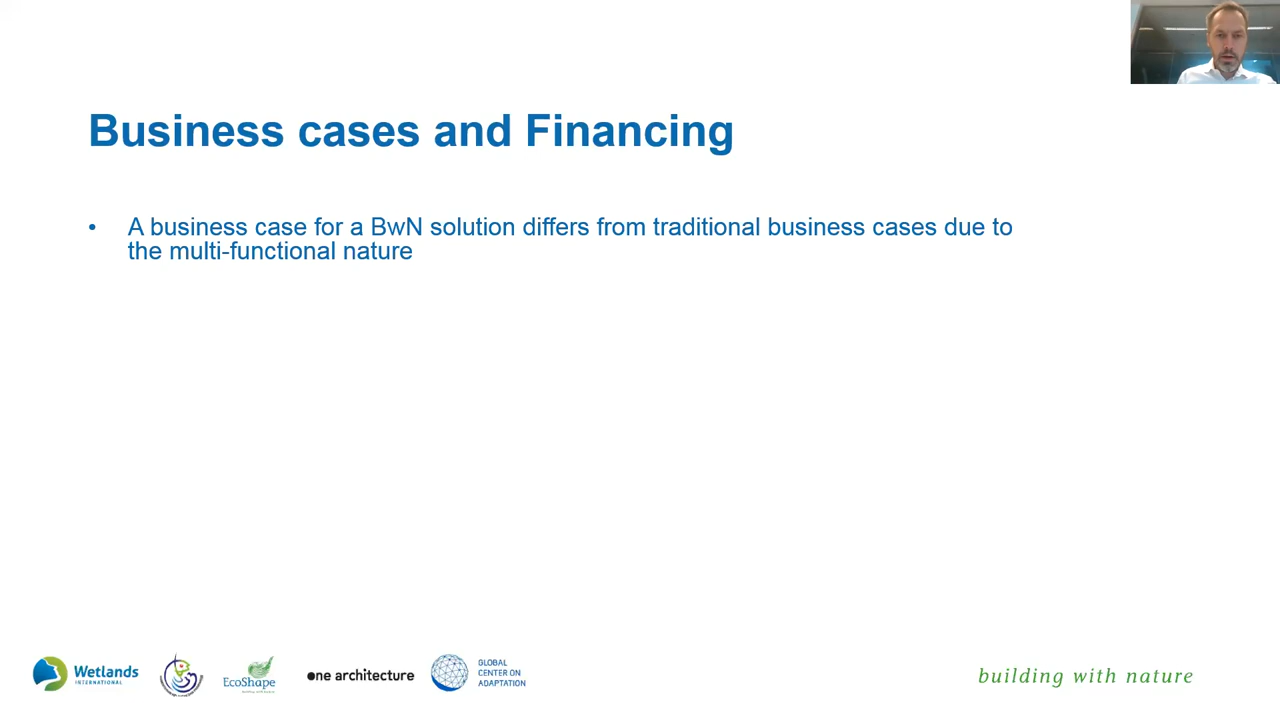 Business cases and Financing
• A business case for a BwN solution differs from traditional business cases due to
the multi-functional nature
Wetlands
INTERNATIONAL
EcoShape
one architecture
GLOBAL
CENTER ON
ADAPTATION
building with nature